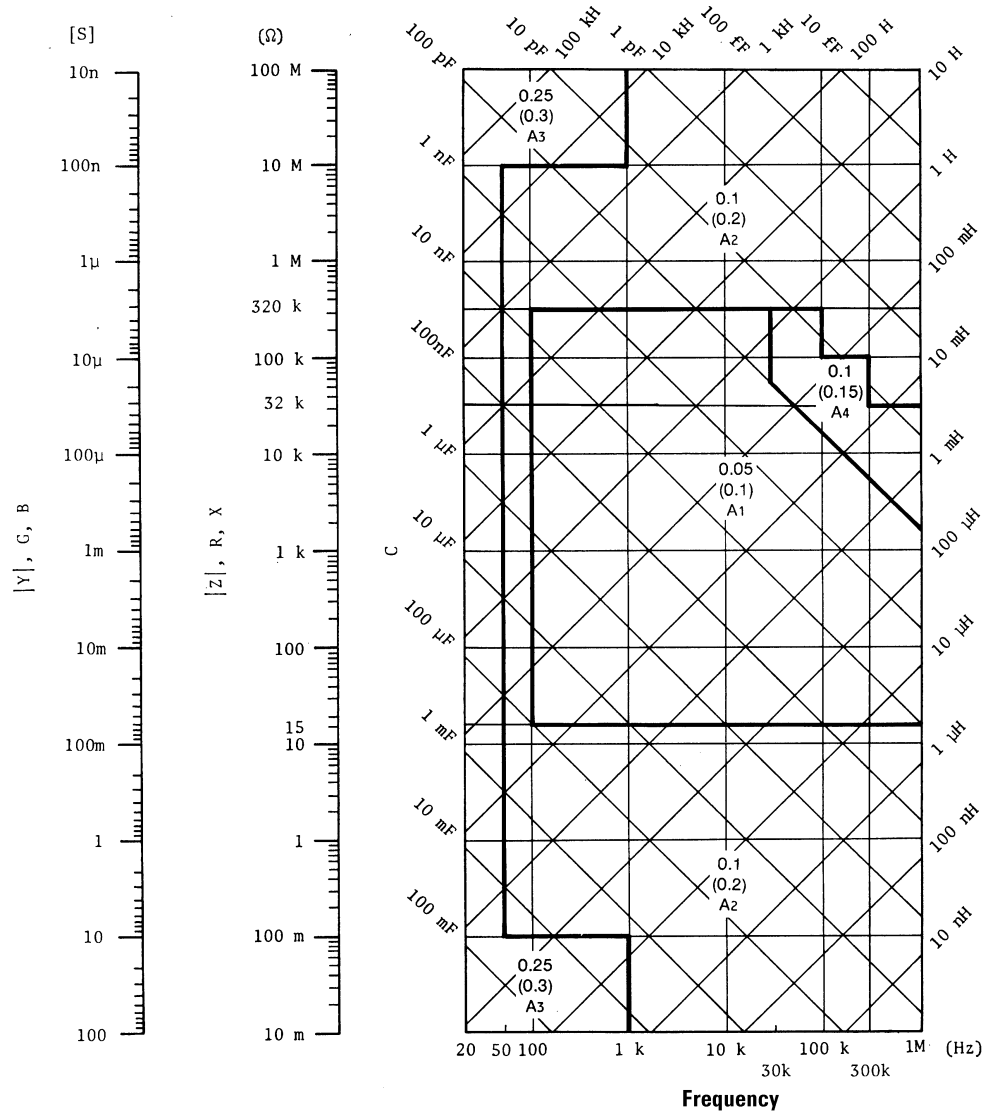 [S]
10n
100n
1μ
10μ
100μ
1m
10m
100m
1
10
100
|Y|, G, B
(Ω)
100 M
10 M
1 M
320 k
100 k
32 k
10 k
1 k
100
15
10
1
100 m
10 m
|Z|, R, X
C
100 pF
1 nF
10 nF
100nF
1 μF
10 μF
100 μF
1 mF
10 mF
100 mF
10 pF
100 kH
1 pF
10 kH
100 fF
1 kH
10 fF
100 H
10 H
1 H
100 mH
10 mH
1 mH
100 μH
10 μH
1 μH
100 nH
10 nH
0.25
(0.3)
A3
0.1
(0.2)
A2
0.1
(0.15)
A4
0.05
(0.1)
A1
0.1
(0.2)
A2
0.25
(0.3)
A3
20 50 100 1 k 10 k 100 k 1M (Hz)
30k 300k
Frequency